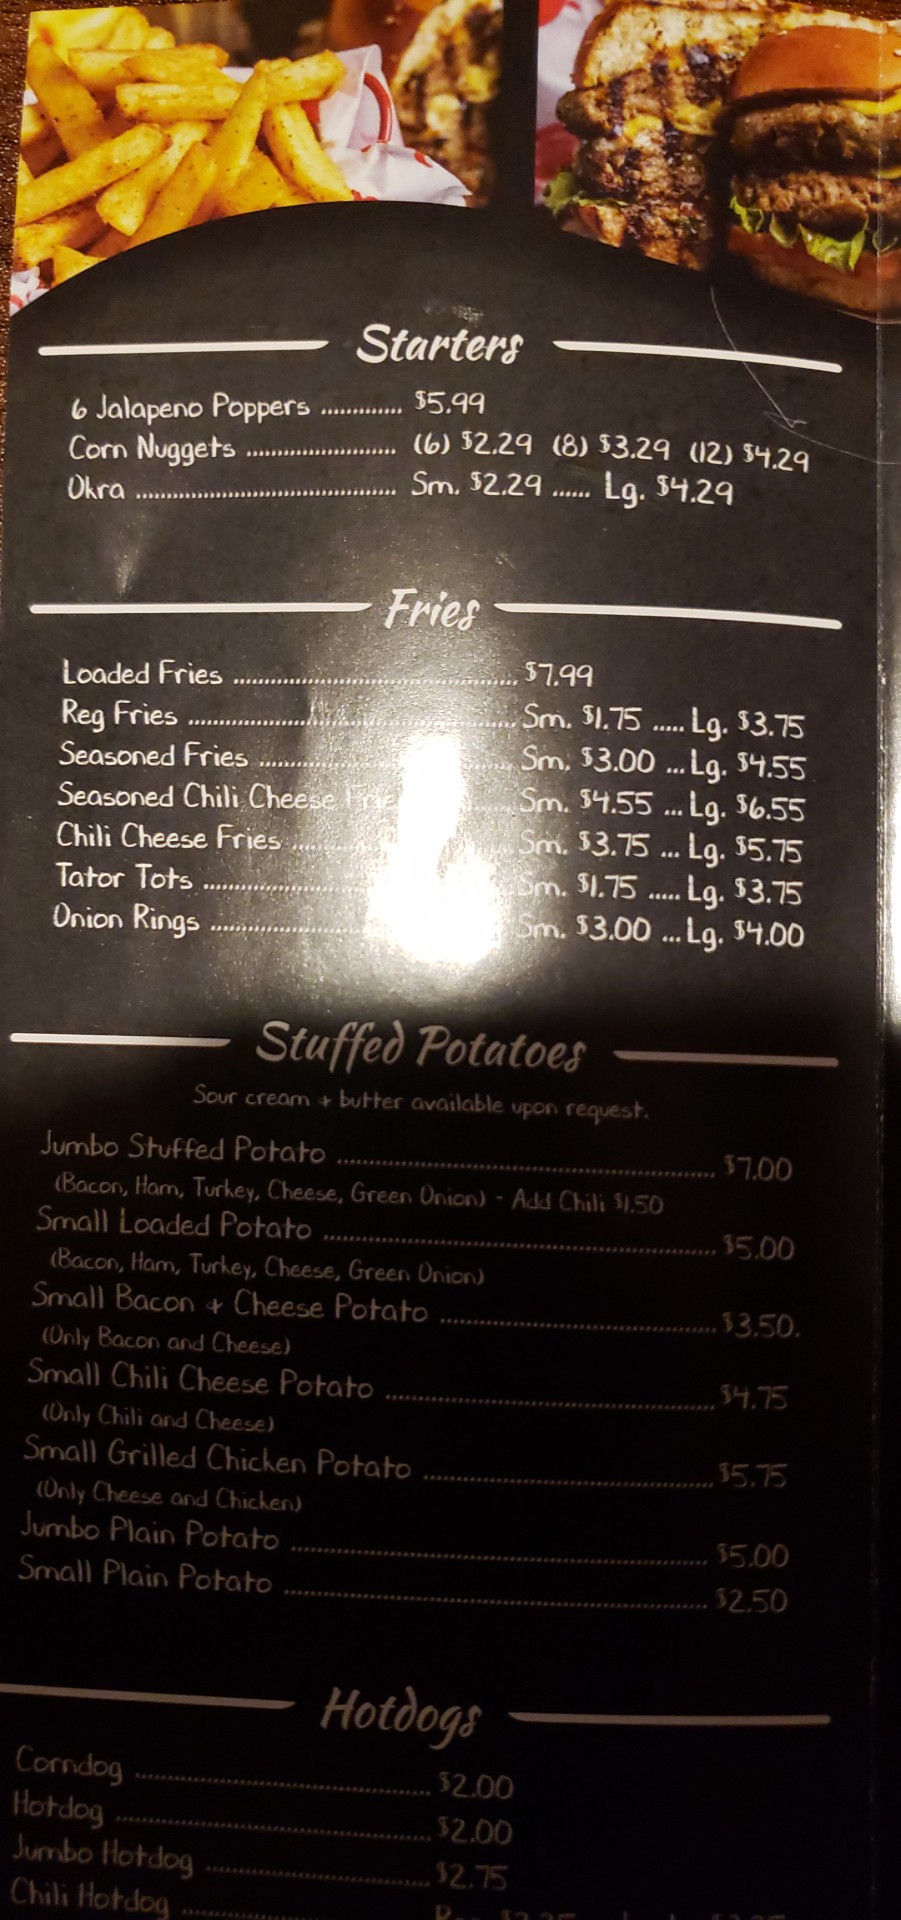 Starters
6 Jalapeno Poppers ............. $5.99
Corn Nuggets ........................ (6) $2.29 (8) $3.29 (12) $4.29
Okra .......................................... Sm. $2.29 ...... Lg. $4.29
Fries
Loaded Fries .............................................. $7.99
Reg Fries ..................................................... Sm. $1.75 ..... Lg. $3.75
Seasoned Fries .......................................... Sm. $3.00 ... Lg. $4.55
Seasoned Chili Cheese ........ Sm. $4.55 ... Lg. $6.55
Chili Cheese Fries .................................... Sm. $3.75 ... Lg. $5.75
Tator Tots ......................... Sm. $1.75 ..... Lg. $3.75
Onion Rings ........................ Sm. $3.00 ... Lg. $4.00
Stuffed Potatoes
Sour cream + butter available upon request.
Jumbo Stuffed Potato ............................................................. $7.00
(Bacon, Ham, Turkey, Cheese, Green Onion) - Add Chili $1.50
Small Loaded Potato ................................................................ $5.00
(Bacon, Ham, Turkey, Cheese, Green Onion)
Small Bacon + Cheese Potato ............................................. $3.50.
(Only Bacon and Cheese)
Small Chili Cheese Potato ..................................................... $4.75
(Only Chili and Cheese)
Small Grilled Chicken Potato ............................................... $5.75
(Only Cheese and Chicken)
Jumbo Plain Potato .................................................................... $5.00
Small Plain Potato ..................................................................... $2.50
Hotdogs
Corndog ................................................ $2.00
Hotdog .................................................... $2.00
Jumbo Hotdog ..................................... $2.75
Chili Hotdog